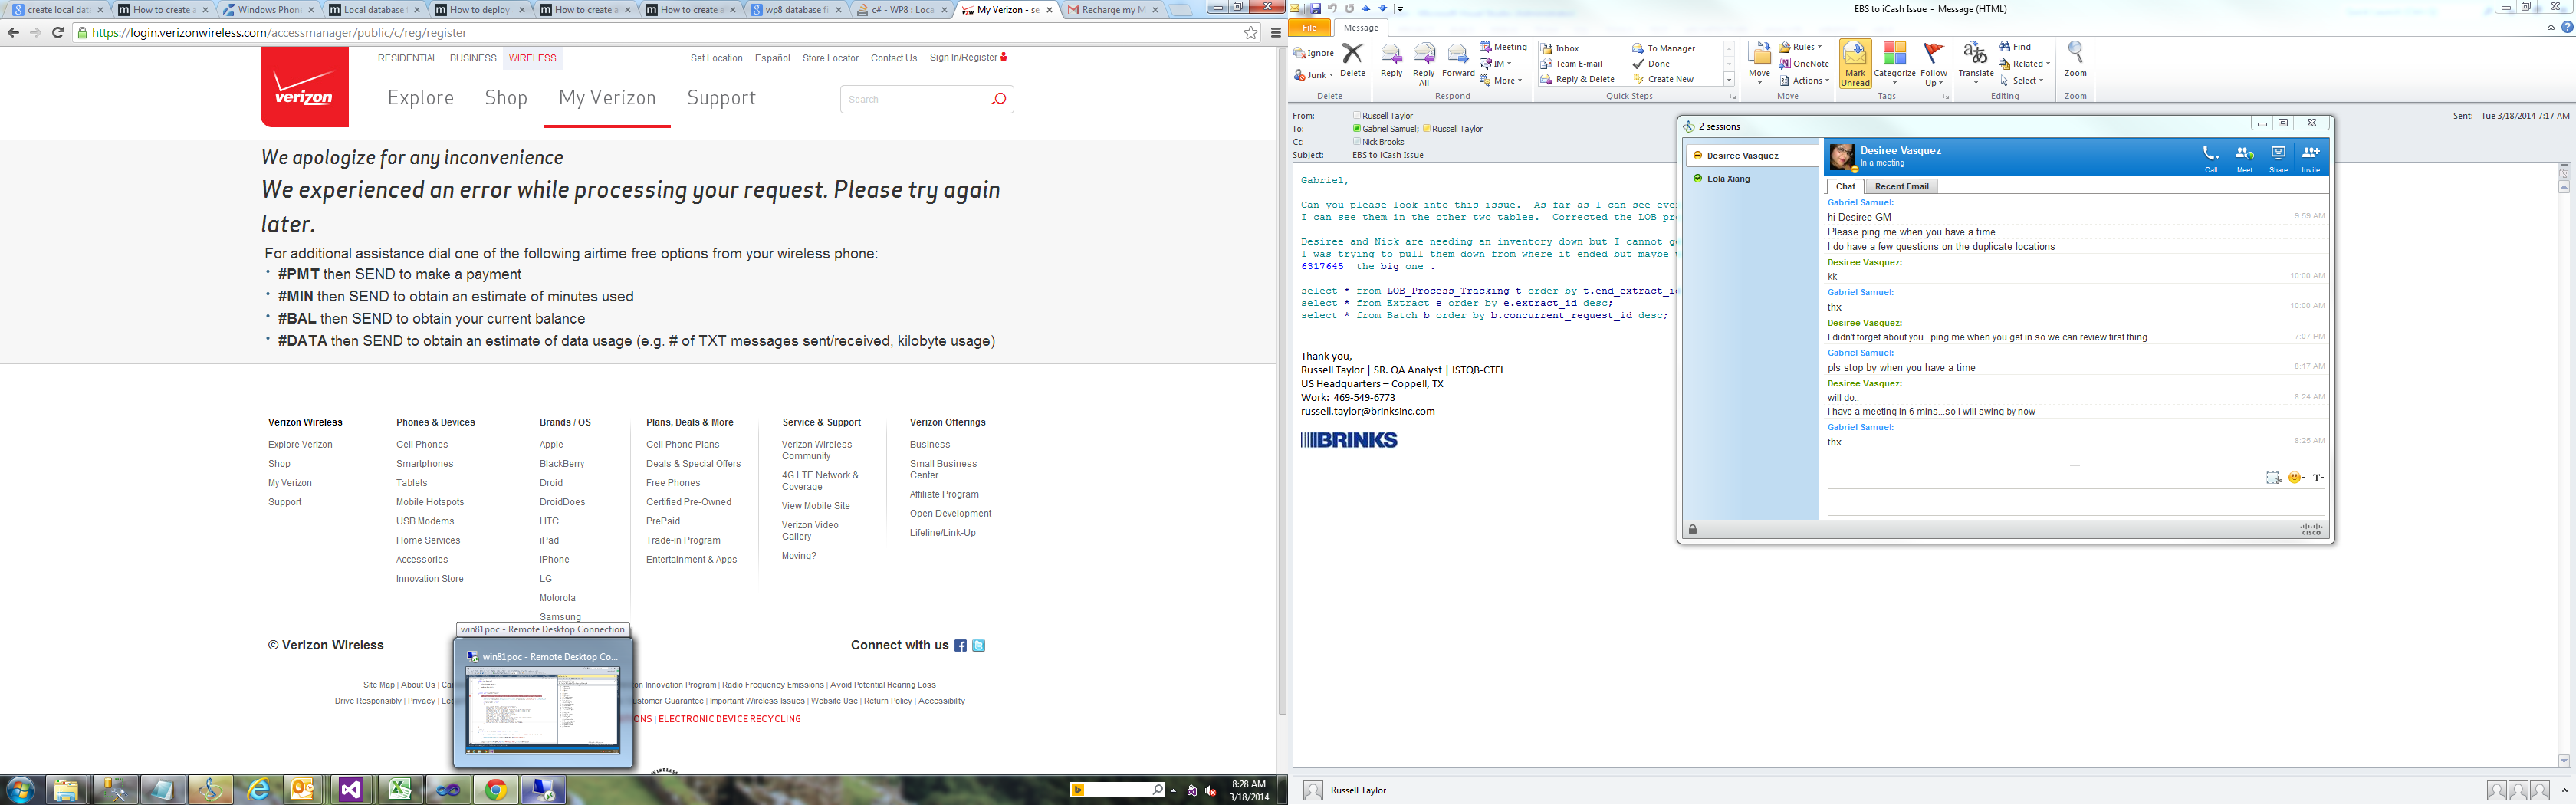 create local dat
How to create a
Windows Phon
Local database
How to deploy
How to create a
How to create a
wp8 database fi
c# - WP8 : Loca
My Verizon - se
Recharge my M
https://login.verizonwireless.com/accessmanager/public/c/reg/register
RESIDENTIAL BUSINESS WIRELESS
Set Location Español Store Locator Contact Us Sign In/Register
verizon
Explore Shop My Verizon Support
Search
We apologize for any inconvenience
We experienced an error while processing your request. Please try again
later.
For additional assistance dial one of the following airtime free options from your wireless phone:
• #PMT then SEND to make a payment
• #MIN then SEND to obtain an estimate of minutes used
• #BAL then SEND to obtain your current balance
• #DATA then SEND to obtain an estimate of data usage (e.g. # of TXT messages sent/received, kilobyte usage)
Verizon Wireless
Explore Verizon
Shop
My Verizon
Support
Phones & Devices
Cell Phones
Smartphones
Tablets
Mobile Hotspots
USB Modems
Home Services
Accessories
Innovation Store
Brands / OS
Apple
BlackBerry
Droid
DroidDoes
HTC
iPad
iPhone
LG
Motorola
Samsung
Plans, Deals & More
Cell Phone Plans
Deals & Special Offers
Free Phones
Certified Pre-Owned
PrePaid
Trade-in Program
Entertainment & Apps
Service & Support
Verizon Wireless
Community
4G LTE Network &
Coverage
View Mobile Site
Verizon Video
Gallery
Moving?
Verizon Offerings
Business
Small Business
Center
Affiliate Program
Open Development
Lifeline/Link-Up
win81poc - Remote Desktop Connection
© Verizon Wireless
Connect with us
win81poc - Remote Desktop Co...
Site Map | About Us | Ca
on Innovation Program | Radio Frequency Emissions | Avoid Potential Hearing Loss
Drive Responsibly | Privacy | Le
ustomer Guarantee | Important Wireless Issues | Website Use | Return Policy | Accessibility
ONS | ELECTRONIC DEVICE RECYCLING
WIRELESS
8:28 AM
3/18/2014
EBS to iCash Issue - Message (HTML)
File Message
Ignore
Junk
Delete
Delete
Reply
Reply
All
Forward
Meeting
IM
More
Respond
Inbox
Team E-mail
Reply & Delete
To Manager
Done
Create New
Quick Steps
Move
Rules
OneNote
Actions
Move
Mark
Unread
Categorize
Follow
Up
Tags
Translate
Find
Related
Select
Editing
Zoom
Zoom
From: Russell Taylor
To: Gabriel Samuel; Russell Taylor
Cc: Nick Brooks
Subject: EBS to iCash Issue
Sent: Tue 3/18/2014 7:17 AM
Gabriel,
Can you please look into this issue. As far as I can see eve
I can see them in the other two tables. Corrected the LOB pr
Desiree and Nick are needing an inventory down but I cannot g
I was trying to pull them down from where it ended but maybe
6317645 the big one .
select * from LOB_Process_Tracking t order by t.end_extract_i
select * from Extract e order by e.extract_id desc;
select * from Batch b order by b.concurrent_request_id desc;
Thank you,
Russell Taylor | SR. QA Analyst | ISTQB-CTFL
US Headquarters – Coppell, TX
Work: 469-549-6773
russell.taylor@brinksinc.com
BRINKS
2 sessions
Desiree Vasquez
Lola Xiang
Desiree Vasquez
In a meeting
Call Meet Share Invite
Chat Recent Email
Gabriel Samuel:
hi Desiree GM 9:59 AM
Please ping me when you have a time
I do have a few questions on the duplicate locations
Desiree Vasquez:
kk 10:00 AM
Gabriel Samuel:
thx 10:00 AM
Desiree Vasquez:
I didn't forget about you...ping me when you get in so we can review first thing 7:07 PM
Gabriel Samuel:
pls stop by when you have a time 8:17 AM
Desiree Vasquez:
will do.. 8:24 AM
i have a meeting in 6 mins...so i will swing by now
Gabriel Samuel:
thx 8:25 AM
T
cisco
Russell Taylor